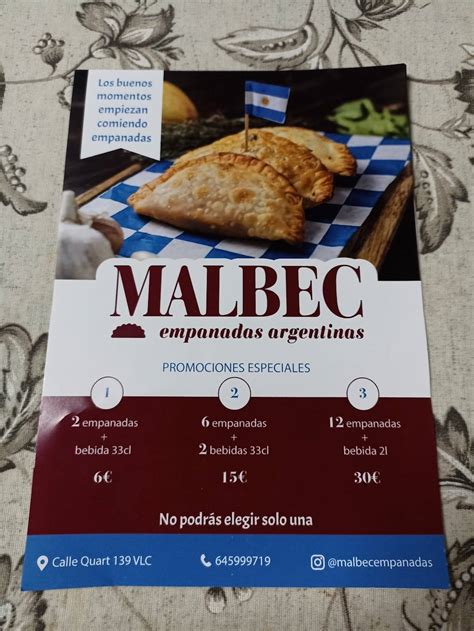 Los buenos
momentos
empiezan
comiendo
empanadas
MALBEC
empanadas argentinas
PROMOCIONES ESPECIALES
1
2 empanadas
+
bebida 33cl
6€
2
6 empanadas
+
2 bebidas 33cl
15€
3
12 empanadas
+
bebida 2l
30€
No podrás elegir solo una
Calle Quart 139 VLC
645999719
@malbecempanadas